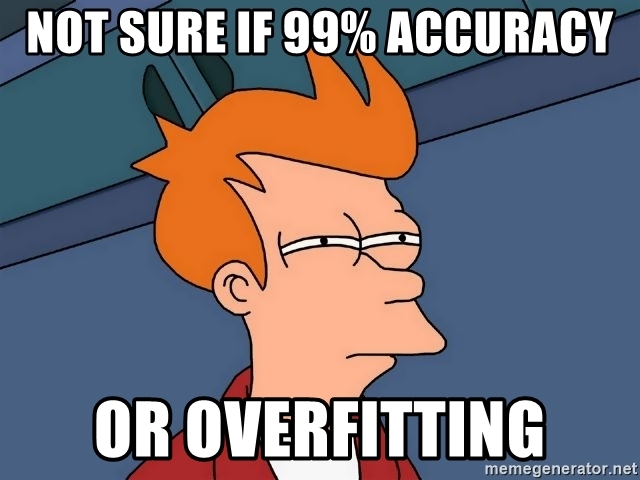 NOT SURE IF 99% ACCURACY
OR OVERFITTING
memegenerator.net